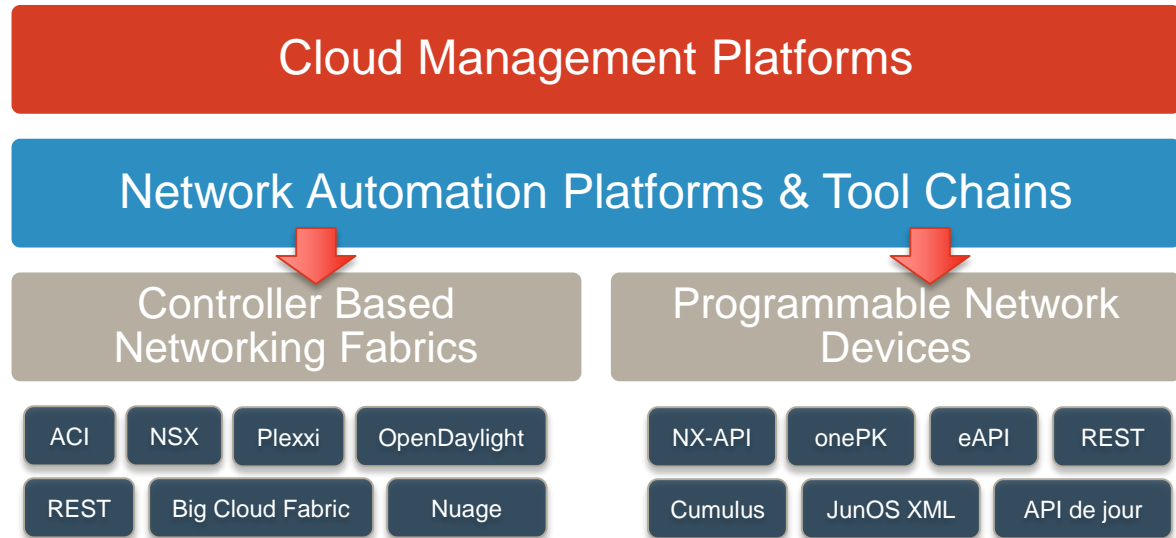 Cloud Management Platforms
Network Automation Platforms & Tool Chains
Controller Based
Networking Fabrics
Programmable Network
Devices
ACI
NSX
Plexxi
OpenDaylight
REST
Big Cloud Fabric
Nuage
NX-API
onePK
eAPI
REST
Cumulus
JunOS XML
API de jour